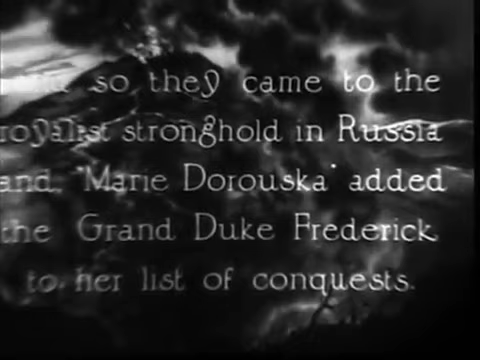 and so they came to the
royalist stronghold in Russia
and, "Marie Dorouska" added
the Grand Duke Frederick
to her list of conquests.